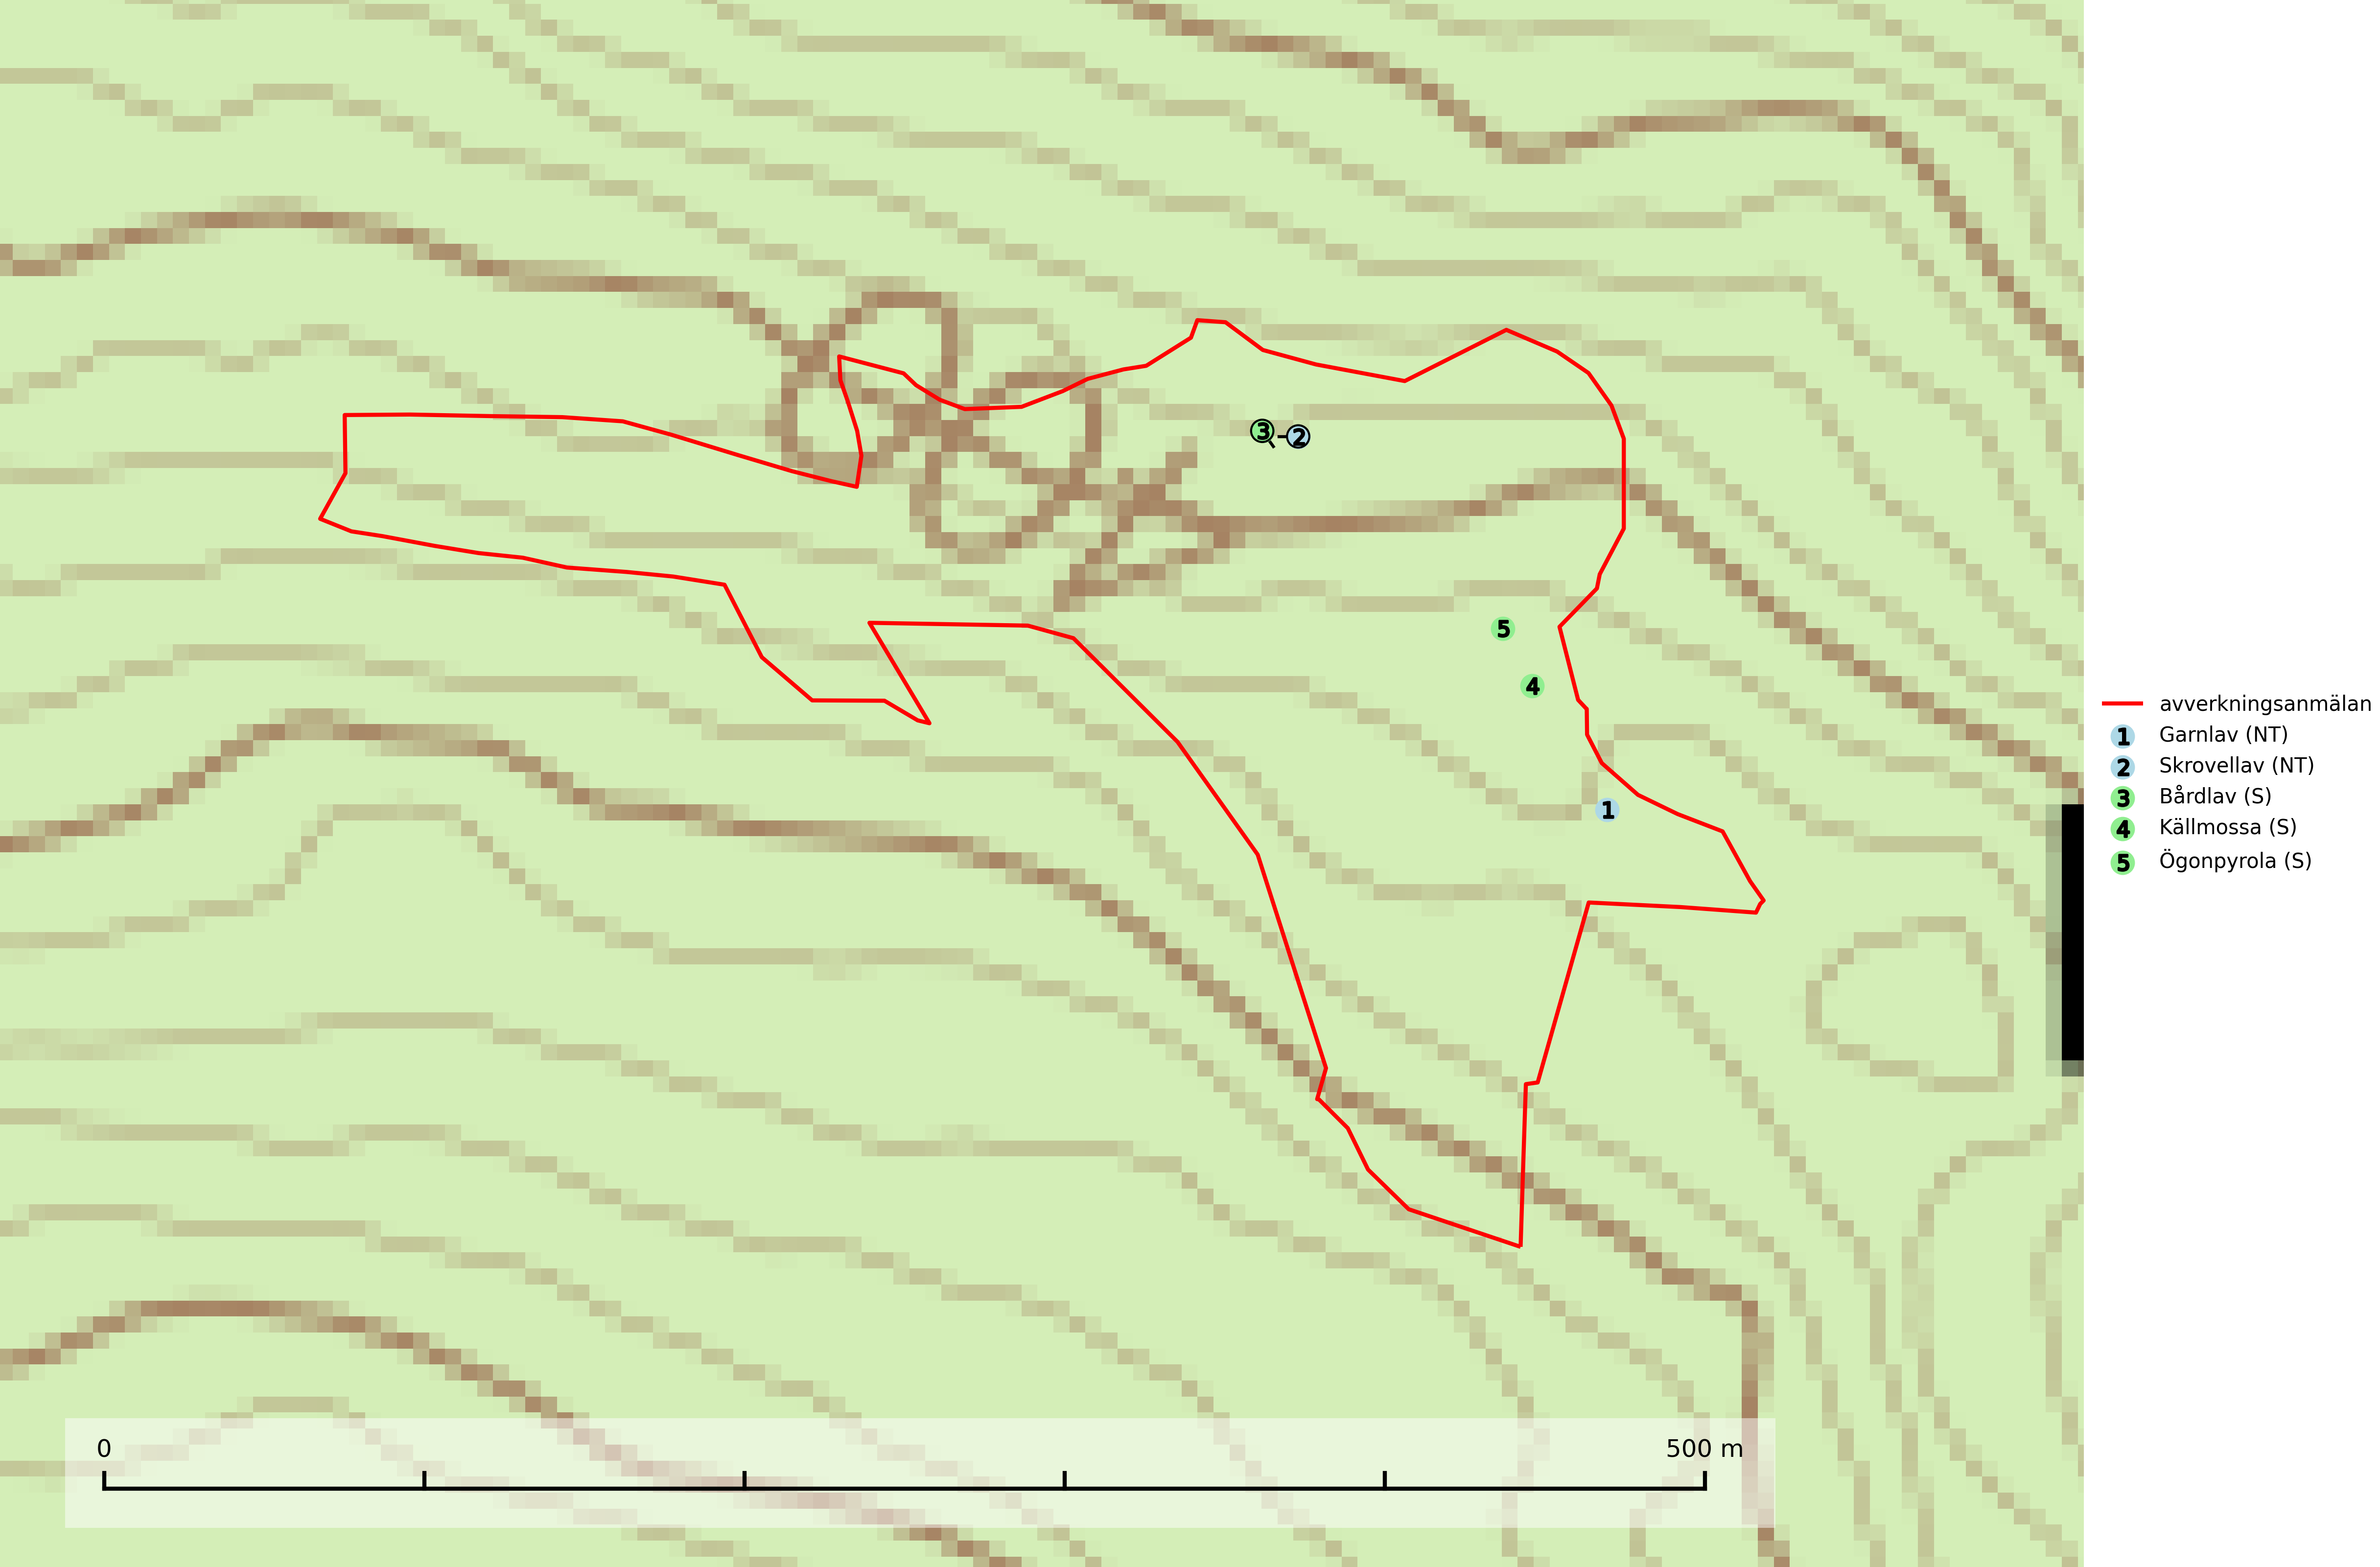 3 2
5
4
1
0 500 m
avverkningsanmälan
1 Garnlav (NT)
2 Skrovellav (NT)
3 Bårdlav (S)
4 Källmossa (S)
5 Ögonpyrola (S)